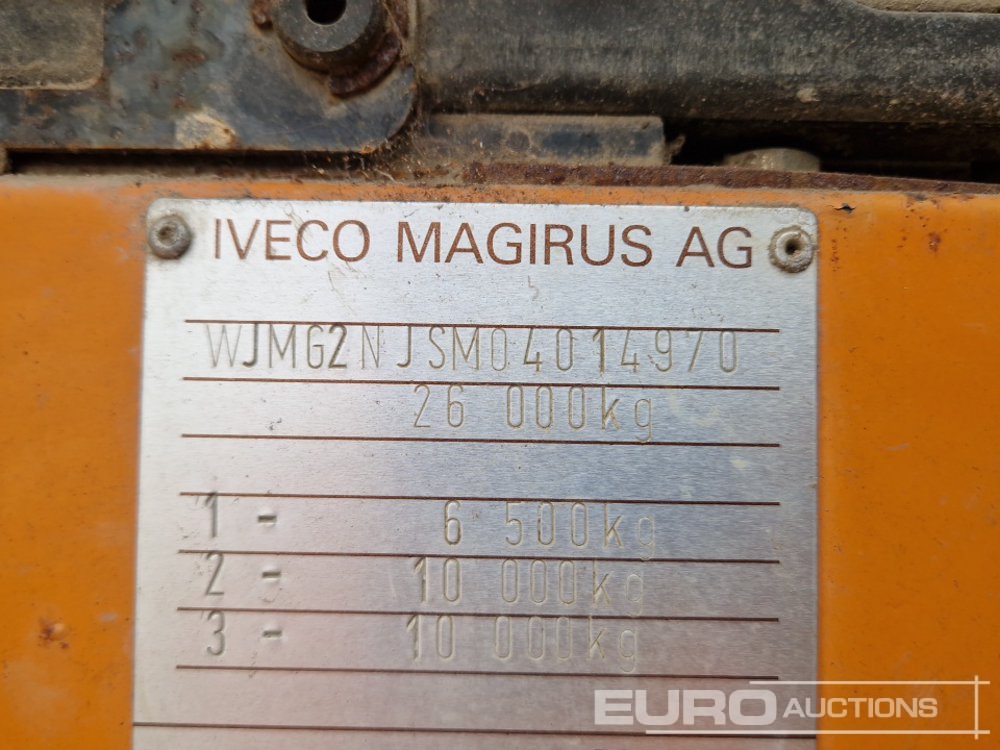 IVECO MAGIRUS AG
WJMG2NJSM04014970
26 000kg
1 - 6 500kg
2 - 10 000kg
3 - 10 000kg
EURO AUCTIONS